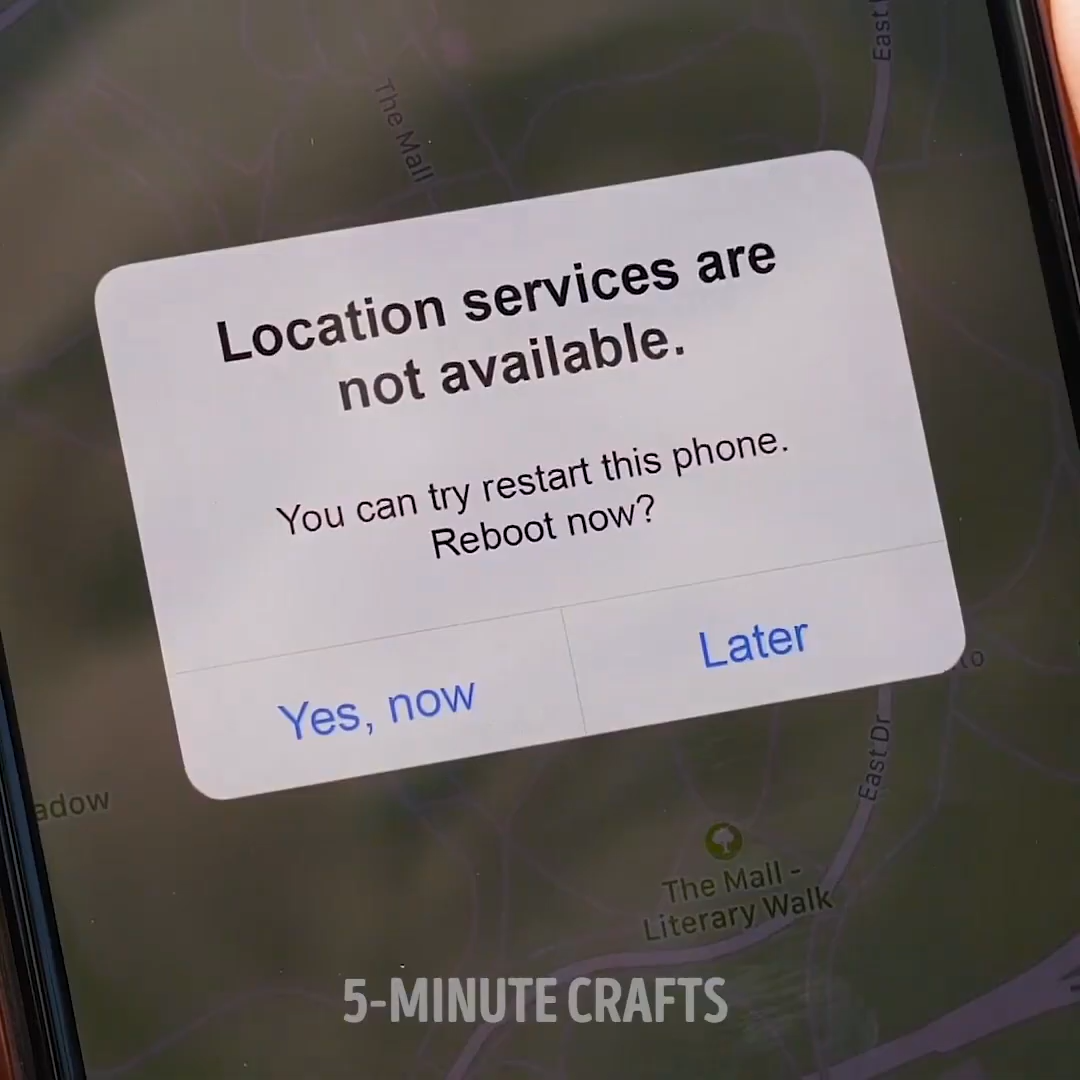 East
The Mall
Location services are
not available.
You can try restart this phone.
Reboot now?
Yes, now
Later
to
adow
East Dr
The Mall -
Literary Walk
5-MINUTE CRAFTS